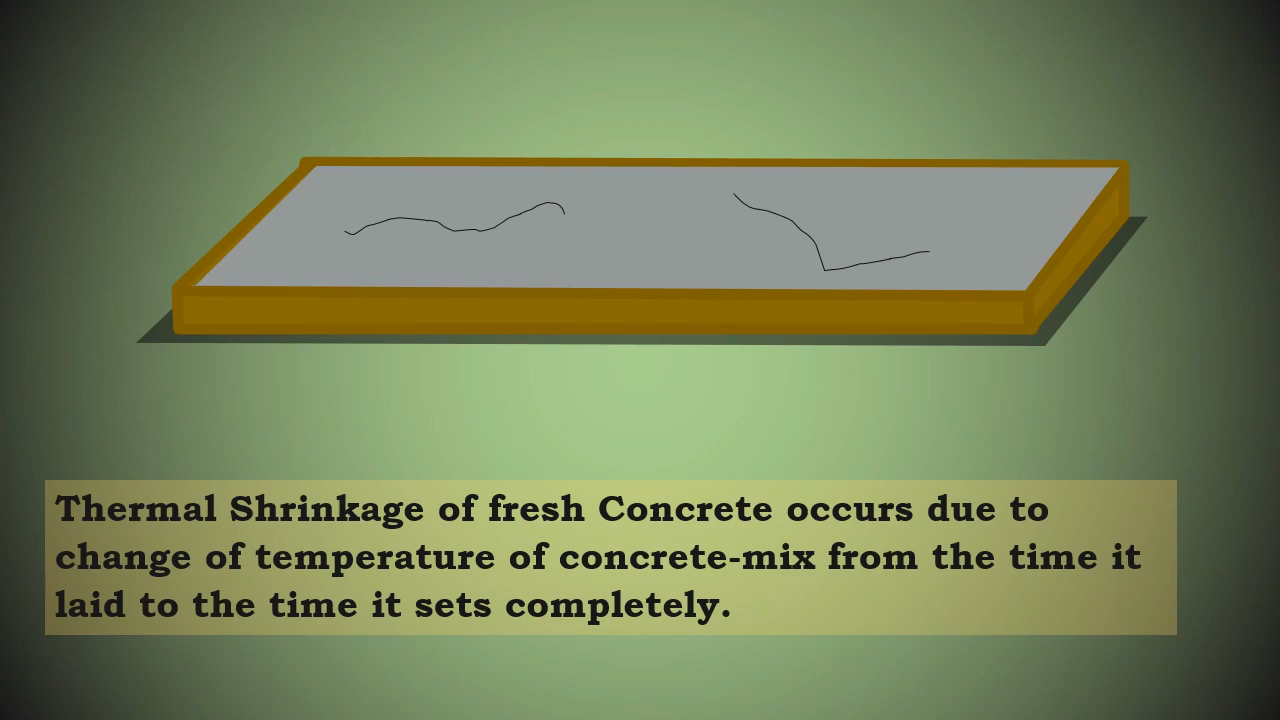 Thermal Shrinkage of fresh Concrete occurs due to
change of temperature of concrete-mix from the time it
laid to the time it sets completely.